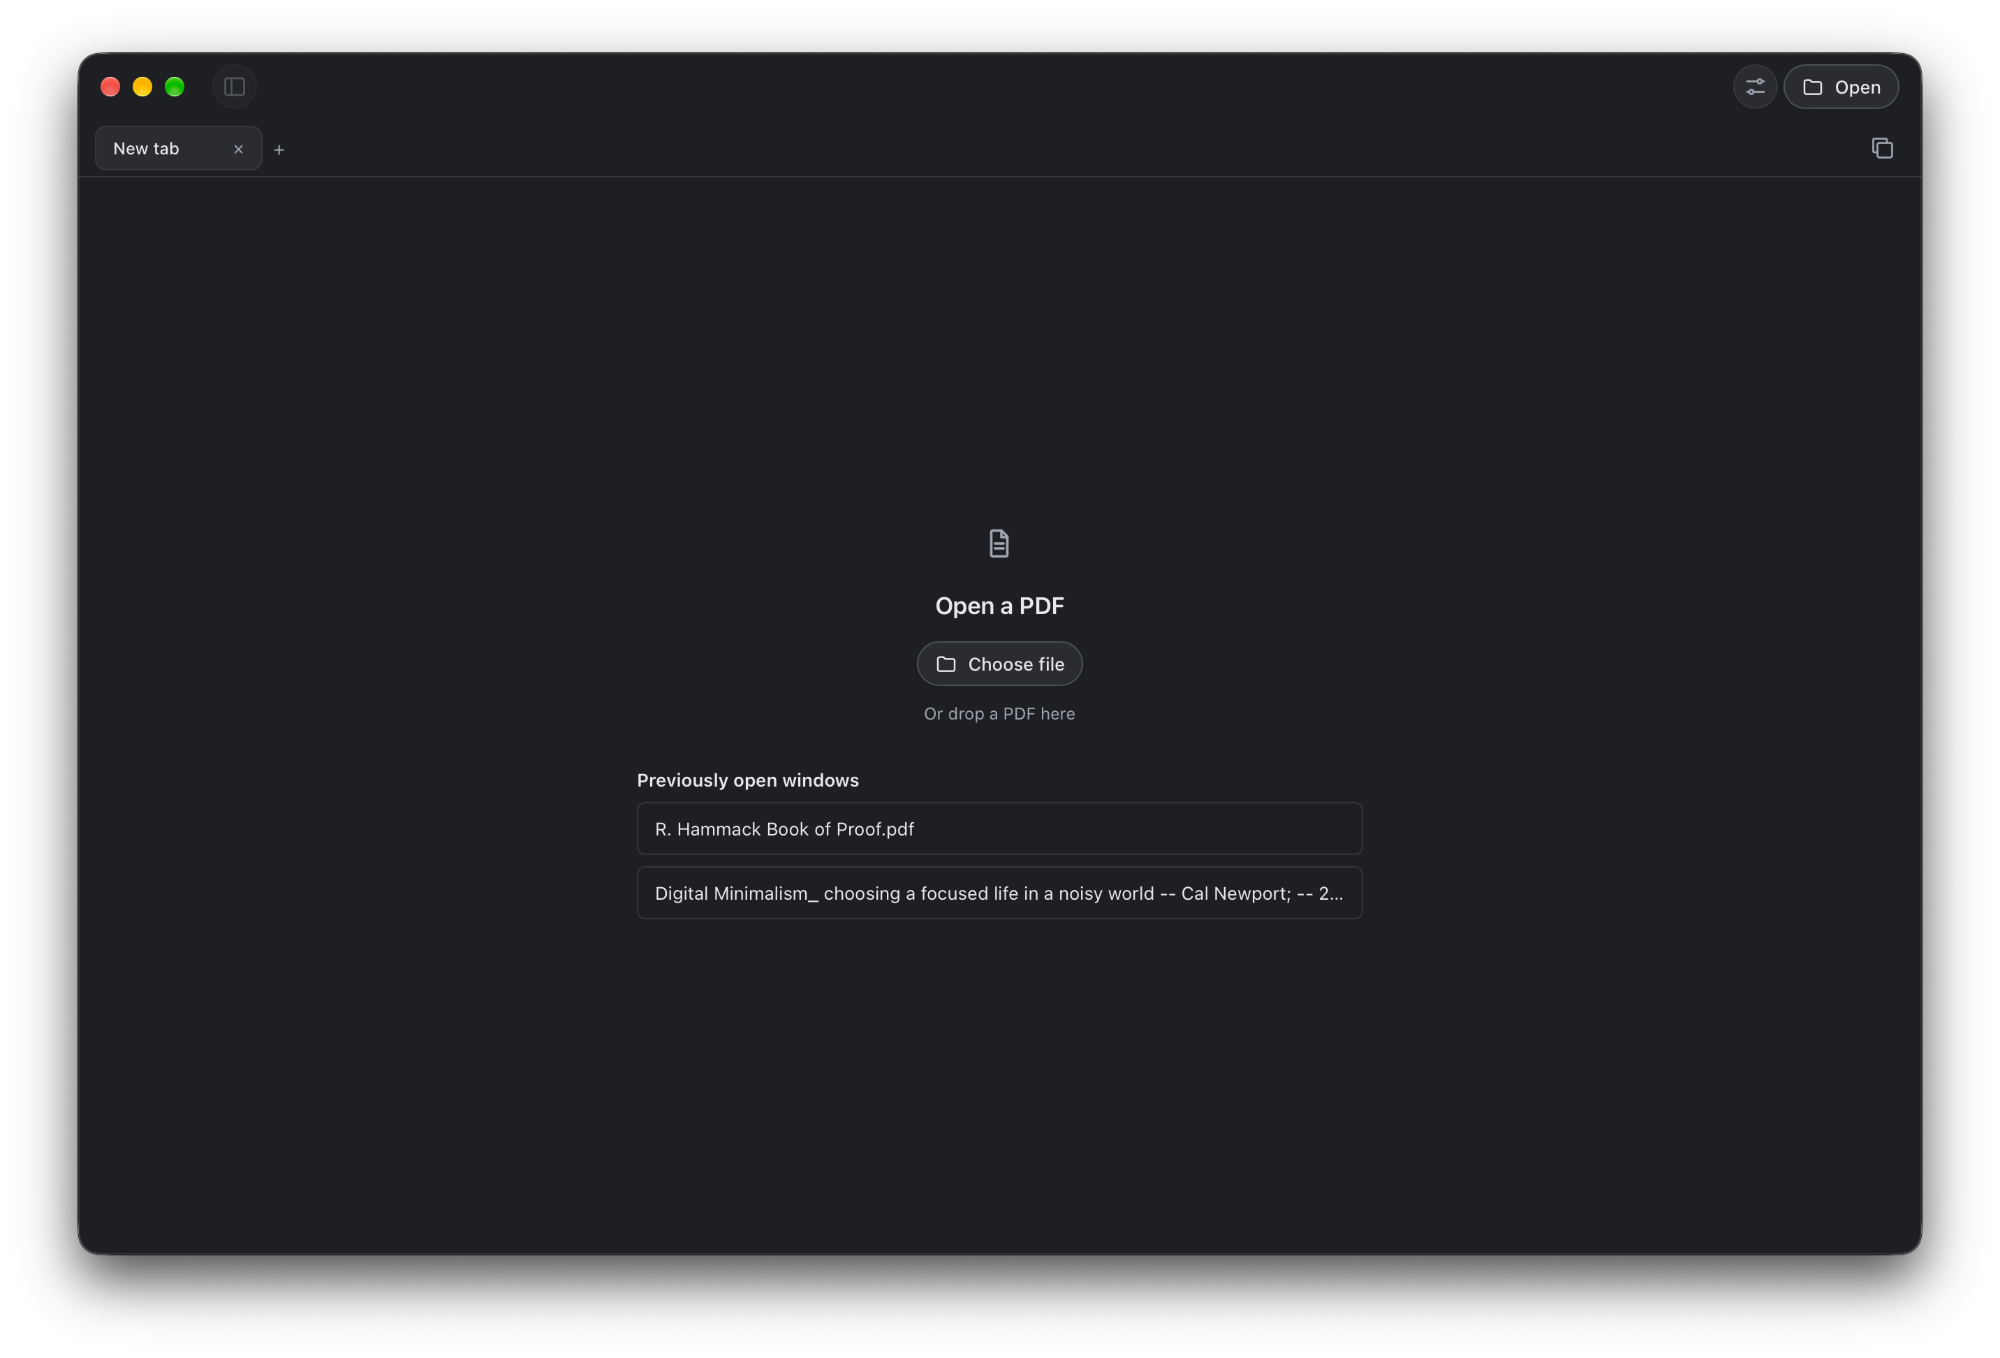 Open
New tab
Open a PDF
Choose file
Or drop a PDF here
Previously open windows
R. Hammack Book of Proof.pdf
Digital Minimalism_ choosing a focused life in a noisy world -- Cal Newport; -- 2...